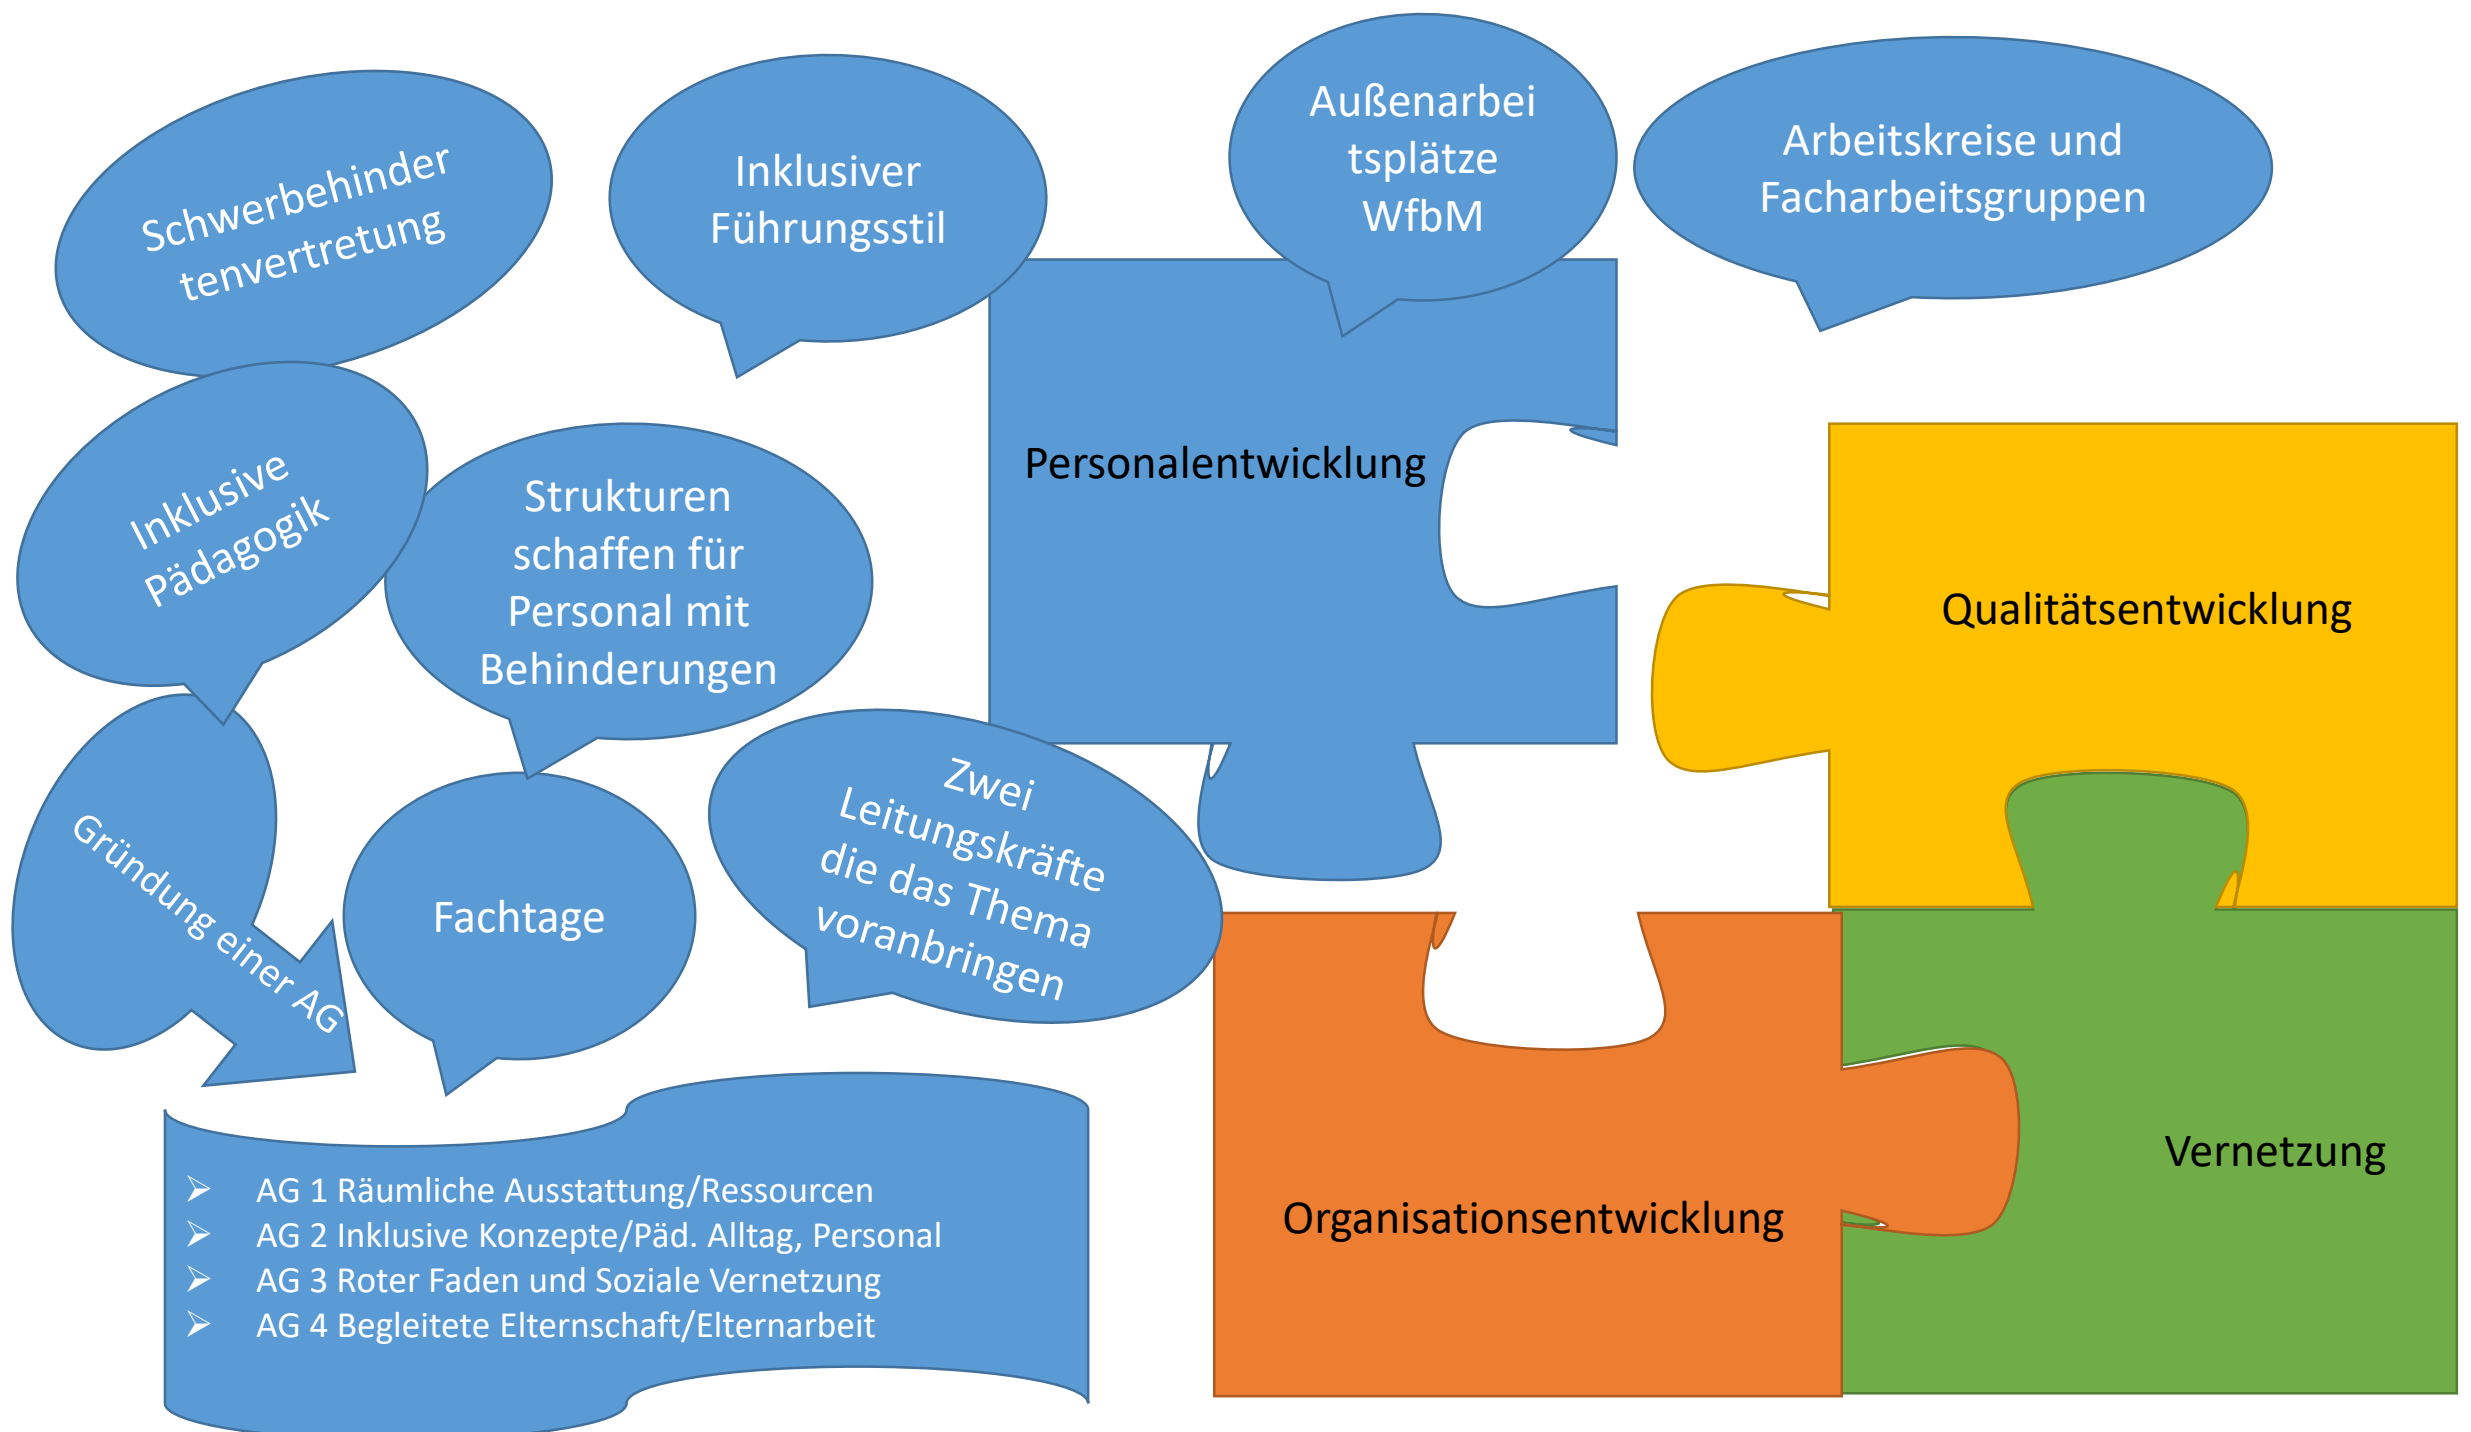 Schwerbehinder
tenvertretung
Inklusiver
Führungsstil
Außenarbei
tsplätze
WfbM
Arbeitskreise und
Facharbeitsgruppen
Inklusive
Pädagogik
Strukturen
schaffen für
Personal mit
Behinderungen
Personalentwicklung
Qualitätsentwicklung
Gründung einer AG
Fachtage
Zwei
Leitungskräfte
die das Thema
voranbringen
Organisationsentwicklung
Vernetzung
➢ AG 1 Räumliche Ausstattung/Ressourcen
➢ AG 2 Inklusive Konzepte/Päd. Alltag, Personal
➢ AG 3 Roter Faden und Soziale Vernetzung
➢ AG 4 Begleitete Elternschaft/Elternarbeit